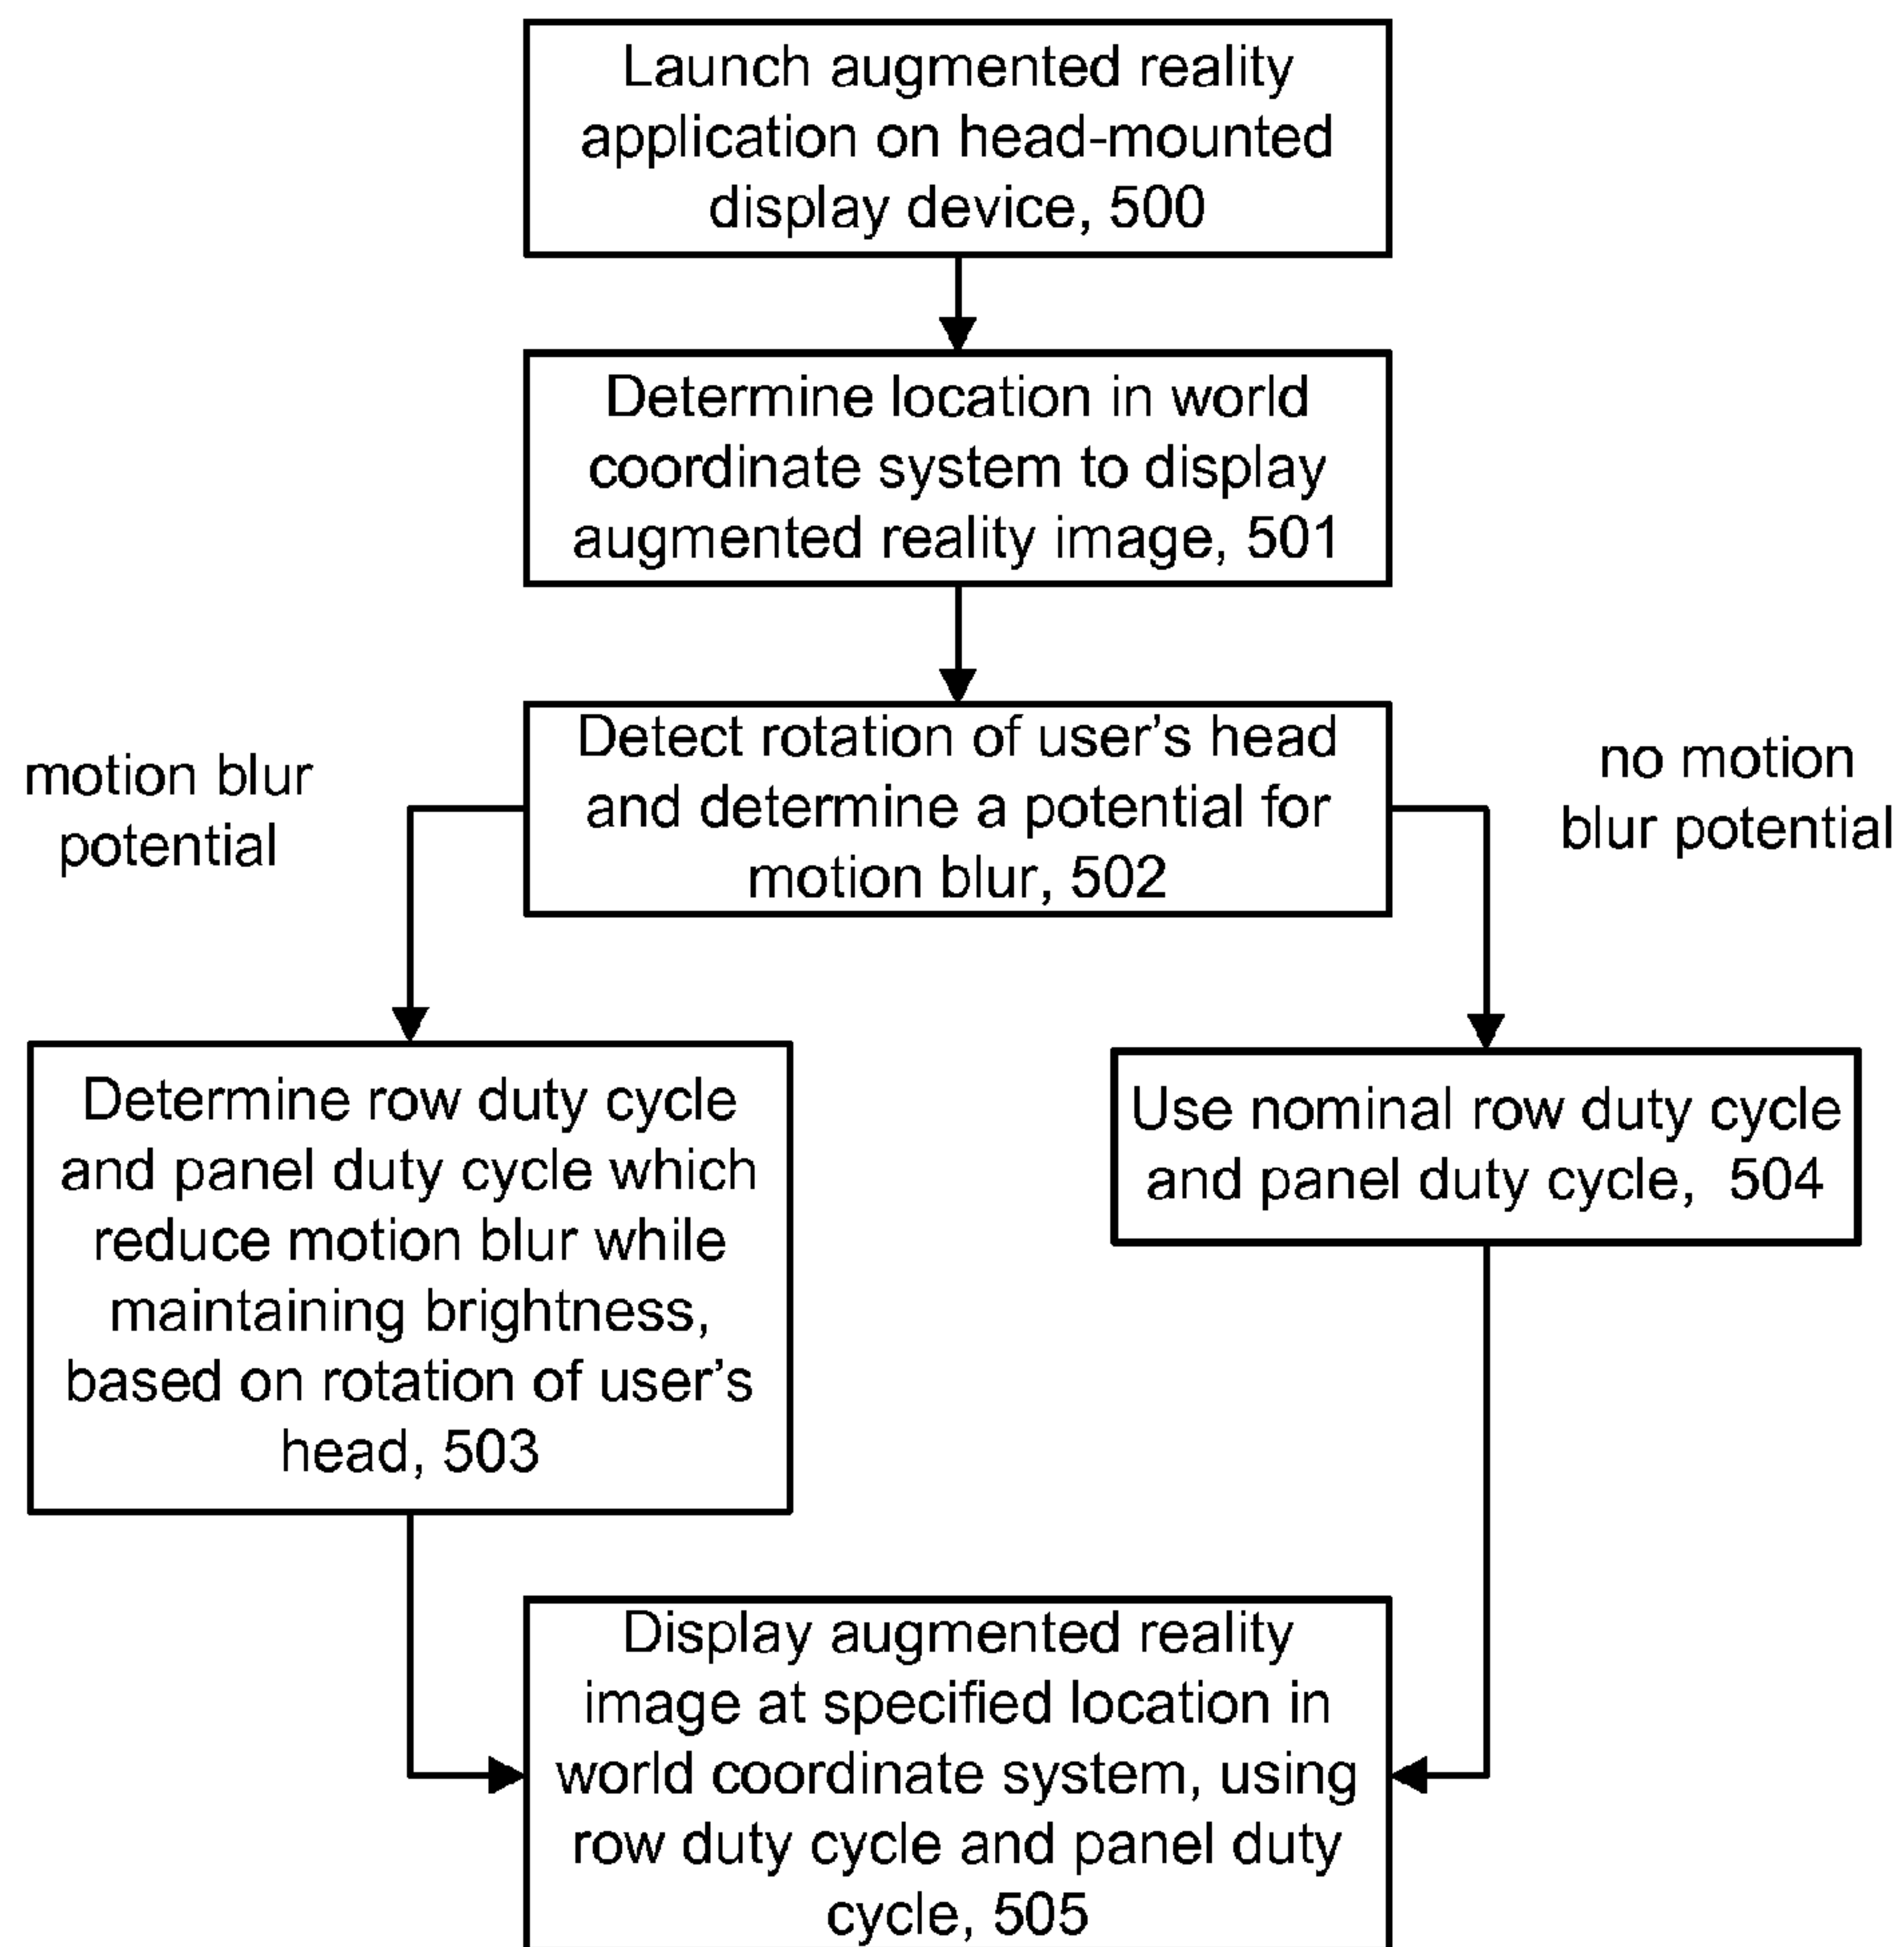 Launch augmented reality
application on head-mounted
display device, 500
Determine location in world
coordinate system to display
augmented reality image, 501
Detect rotation of user's head
and determine a potential for
motion blur, 502
motion blur
potential
no motion
blur potential
Determine row duty cycle
and panel duty cycle which
reduce motion blur while
maintaining brightness,
based on rotation of user's
head, 503
Use nominal row duty cycle
and panel duty cycle, 504
Display augmented reality
image at specified location in
world coordinate system, using
row duty cycle and panel duty
cycle, 505